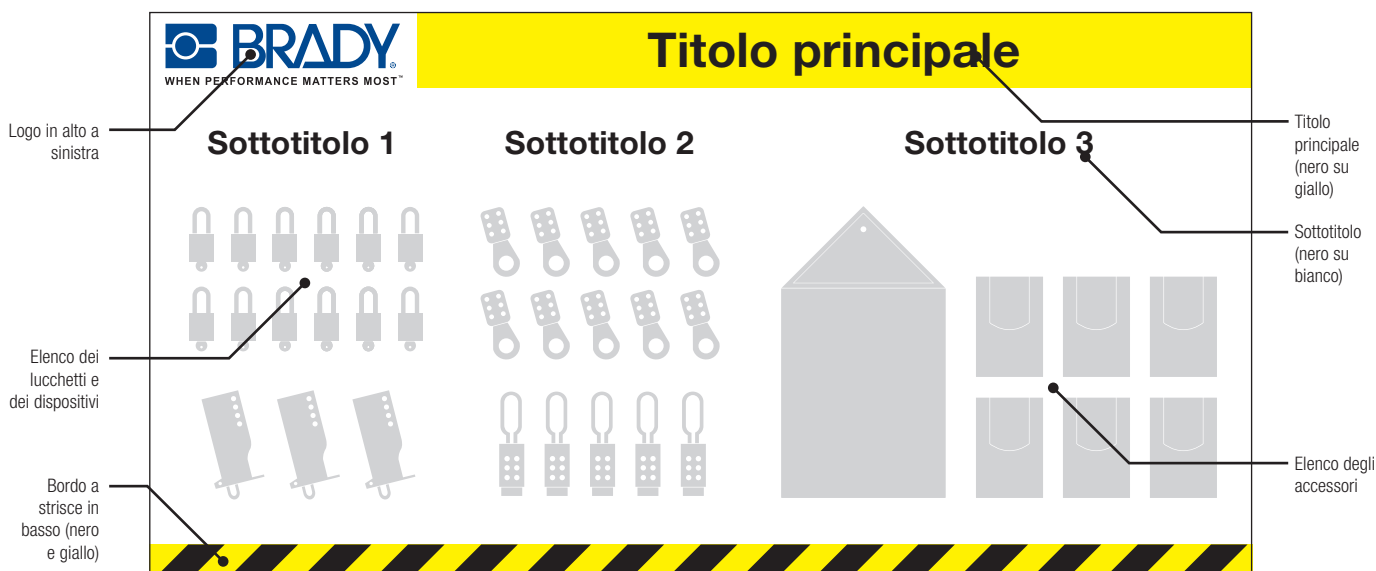 BRADY
WHEN PERFORMANCE MATTERS MOST™
Titolo principale
Logo in alto a
sinistra
Sottotitolo 1
Sottotitolo 2
Sottotitolo 3
Titolo
principale
(nero su
giallo)
Sottotitolo
(nero su
bianco)
Elenco dei
lucchetti e
dei dispositivi
Bordo a
strisce in
basso (nero
e giallo)
Elenco degli
accessori